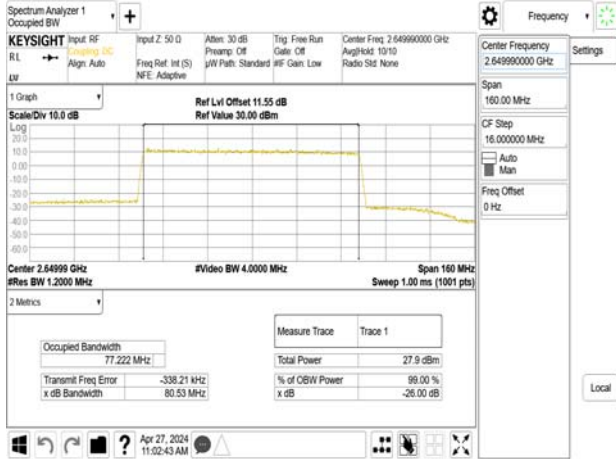 Spectrum Analyzer 1
Occupied BW
+
Frequency
KEYSIGHT
RL
LU
Input: RF
Coupling: DC
Align: Auto
Input Z: 50 Ω
Freq Ref: Int (S)
NFE: Adaptive
Atten: 30 dB
Preamp: Off
µW Path: Standard
Trig: Free Run
Gate: Off
#IF Gain: Low
Center Freq: 2.649990000 GHz
Avg|Hold: 10/10
Radio Std: None
Center Frequency
2.649990000 GHz
Settings
Span
160.00 MHz
CF Step
16.000000 MHz
Auto
Man
Freq Offset
0 Hz
Local
1 Graph
Scale/Div 10.0 dB
Ref Lvl Offset 11.55 dB
Ref Value 30.00 dBm
Log
20.0
10.0
0.00
-10.0
-20.0
-30.0
-40.0
-50.0
-60.0
Center 2.64999 GHz
#Video BW 4.0000 MHz
Span 160 MHz
#Res BW 1.2000 MHz
Sweep 1.00 ms (1001 pts)
2 Metrics
Measure Trace
Trace 1
Occupied Bandwidth
77.222 MHz
Total Power
27.9 dBm
Transmit Freq Error
-338.21 kHz
% of OBW Power
99.00 %
x dB Bandwidth
80.53 MHz
x dB
-26.00 dB
?
Apr 27, 2024
11:02:43 AM